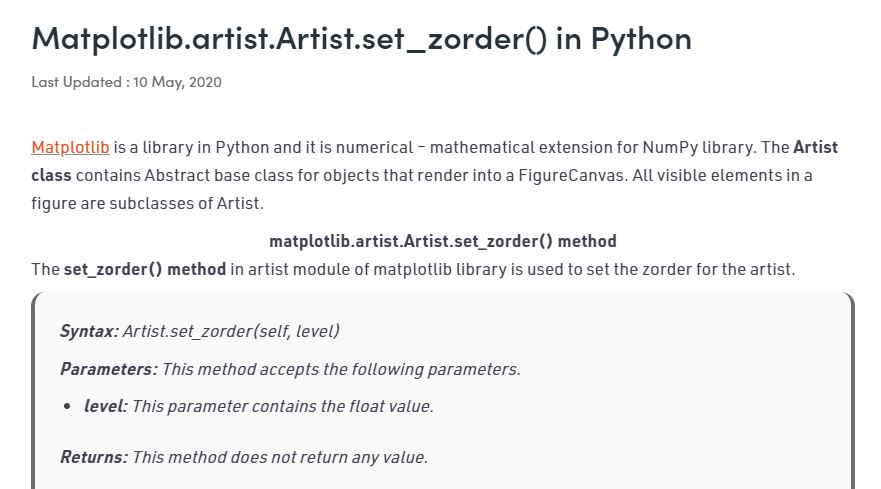 Matplotlib.artist.Artist.set_zorder() in Python
Last Updated : 10 May, 2020
Matplotlib is a library in Python and it is numerical – mathematical extension for NumPy library. The Artist
class contains Abstract base class for objects that render into a FigureCanvas. All visible elements in a
figure are subclasses of Artist.
matplotlib.artist.Artist.set_zorder() method
The set_zorder() method in artist module of matplotlib library is used to set the zorder for the artist.
Syntax: Artist.set_zorder(self, level)
Parameters: This method accepts the following parameters.
• level: This parameter contains the float value.
Returns: This method does not return any value.